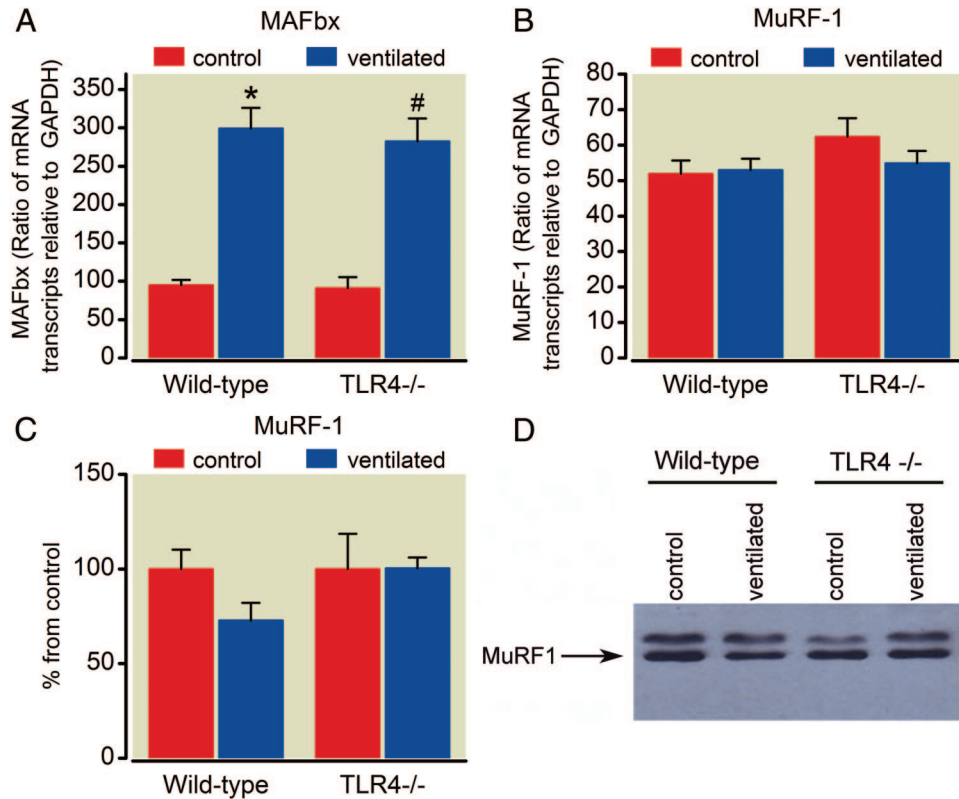 A
MAFbx
control ventilated
MAFbx (Ratio of mRNA
transcripts relative to GAPDH)
350
300
250
200
150
100
50
0
*
#
Wild-type TLR4-/-
B
MuRF-1
control ventilated
MuRF-1 (Ratio of mRNA
transcripts relative to GAPDH)
80
70
60
50
40
30
20
10
0
Wild-type TLR4-/-
C
MuRF-1
control ventilated
% from control
150
100
50
0
Wild-type TLR4-/-
D
Wild-type TLR4 -/-
control ventilated control ventilated
MuRF1